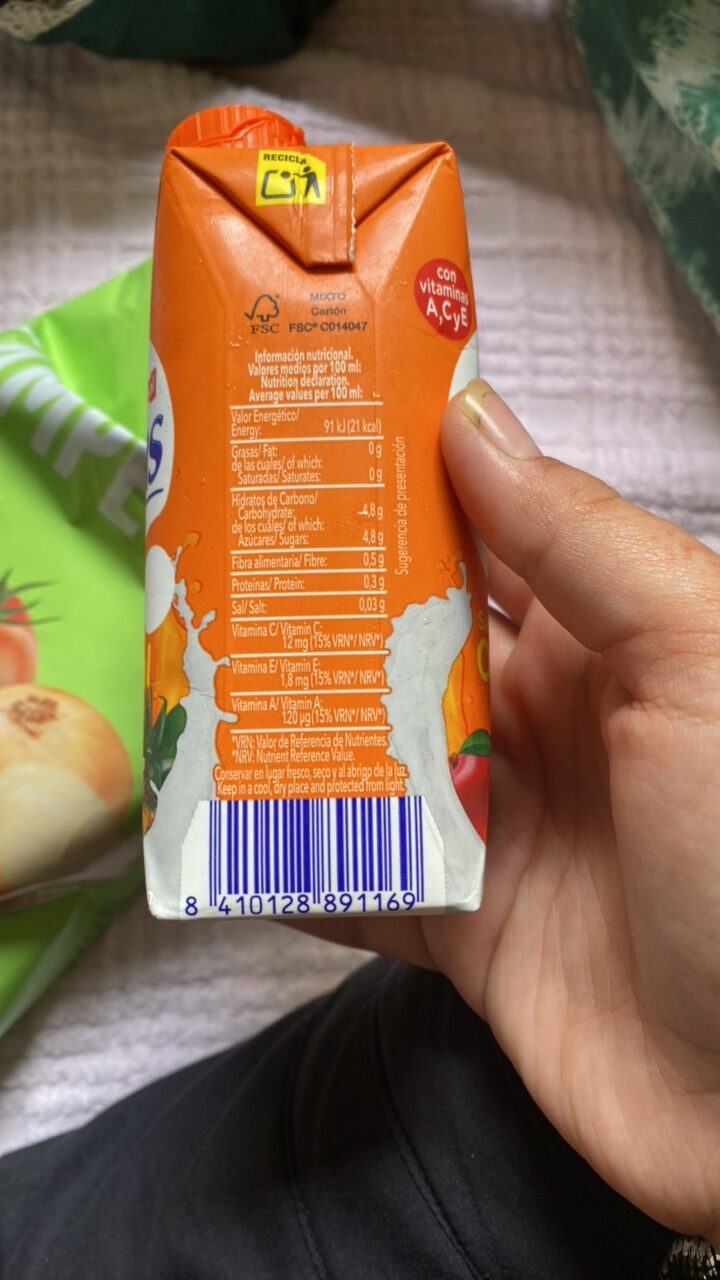 RECICLA
MIXTO
Cartón
FSC
FSC® C014047
con
vitaminas
A,C y E
Información nutricional.
Valores medios por 100 ml:
Nutrition declaration.
Average values per 100 ml:
Valor Energético/
Energy: 91 kJ (21 kcal)
Grasas/ Fat: 0 g
de las cuales/ of which:
Saturadas/ Saturates: 0 g
Hidratos de Carbono/
Carbohydrate: 4,8 g
de los cuales/ of which:
Azúcares/ Sugars: 4,8 g
Fibra alimentaria/ Fibre: 0,5 g
Proteínas/ Protein: 0,3 g
Sal/ Salt: 0,03 g
Vitamina C/ Vitamin C:
12 mg (15% VRN*/ NRV*)
Vitamina E/ Vitamin E:
1,8 mg (15% VRN*/ NRV*)
Vitamina A/ Vitamin A:
120 µg (15% VRN*/ NRV*)
*VRN: Valor de Referencia de Nutrientes.
*NRV: Nutrient Reference Value.
Conservar en lugar fresco, seco y al abrigo de la luz.
Keep in a cool, dry place and protected from light.
Sugerencia de presentación
8 410128 891169